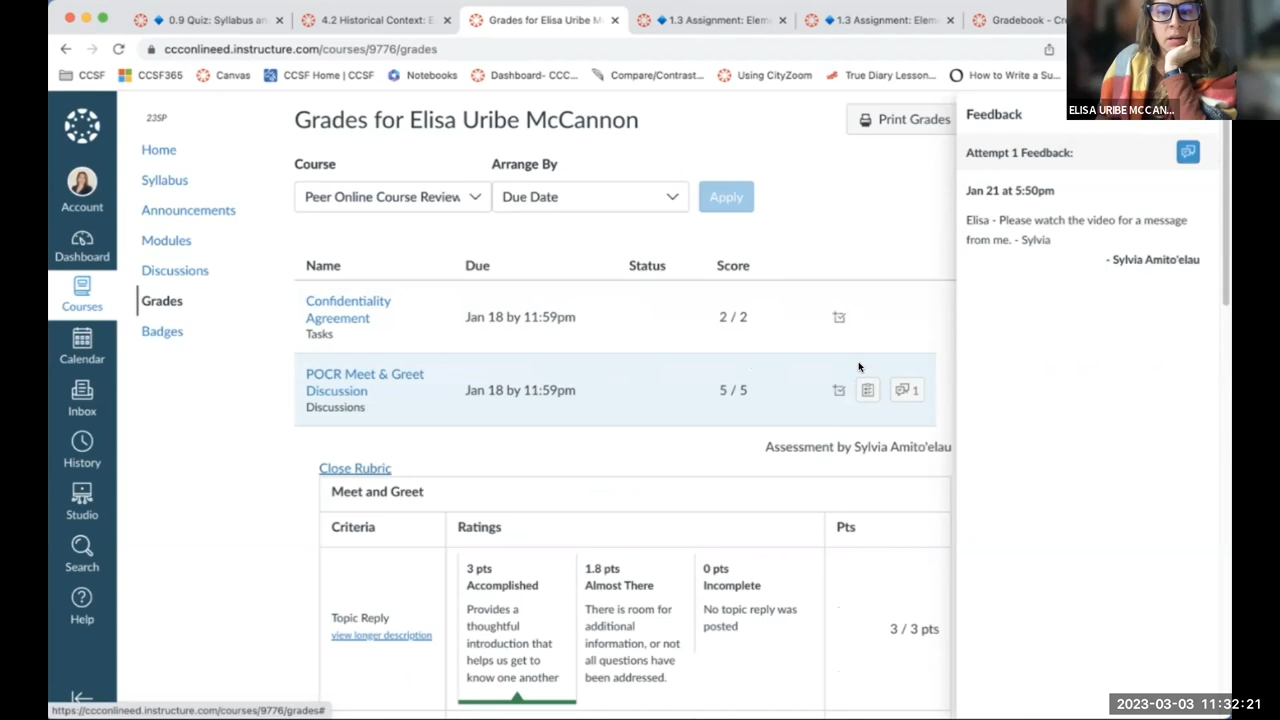 0.9 Quiz: Syllabus an
4.2 Historical Context: E
Grades for Elisa Uribe M
1.3 Assignment: Elem
1.3 Assignment: Elem
Gradebook - Cr
ccconlineed.instructure.com/courses/9776/grades
CCSF
CCSF365
Canvas
CCSF Home | CCSF
Notebooks
Dashboard- CCC...
Compare/Contrast...
Using CityZoom
True Diary Lesson...
How to Write a Su...
ELISA URIBE MCCAN...
Account
Dashboard
Courses
Calendar
Inbox
History
Studio
Search
Help
23SP
Home
Syllabus
Announcements
Modules
Discussions
Grades
Badges
Grades for Elisa Uribe McCannon
Print Grades
Course
Arrange By
Peer Online Course Review
Due Date
Apply
Name Due Status Score
Confidentiality
Agreement
Tasks
Jan 18 by 11:59pm
2 / 2
POCR Meet & Greet
Discussion
Discussions
Jan 18 by 11:59pm
5 / 5
1
Assessment by Sylvia Amito'elau
Close Rubric
Meet and Greet
Criteria Ratings Pts
Topic Reply
view longer description
3 pts
Accomplished
Provides a
thoughtful
introduction that
helps us get to
know one another
1.8 pts
Almost There
There is room for
additional
information, or not
all questions have
been addressed.
0 pts
Incomplete
No topic reply was
posted
3 / 3 pts
Feedback
Attempt 1 Feedback:
Jan 21 at 5:50pm
Elisa - Please watch the video for a message
from me. - Sylvia
- Sylvia Amito'elau
https://ccconlineed.instructure.com/courses/9776/grades#
2023-03-03 11:32:21